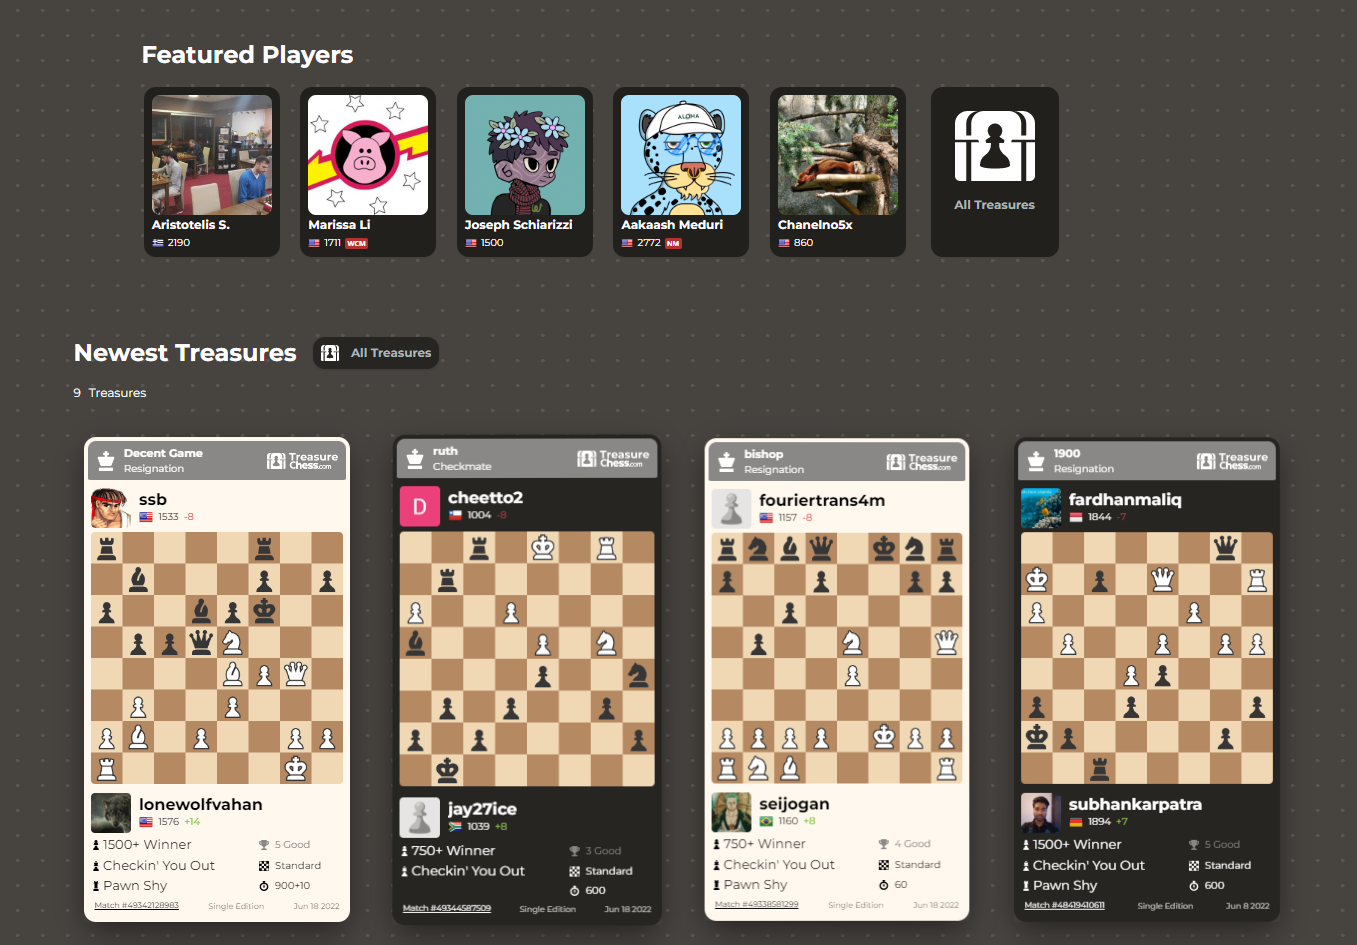 Featured Players
ALOHA
Aristotelis S.
2190
Marissa Li
1711 WCM
Joseph Schiarizzi
1500
Aakaash Meduri
2772 NM
Chanelno5x
860
All Treasures
Newest Treasures
All Treasures
9 Treasures
Decent Game
Resignation
Treasure
Chess.com
ssb
1533 -8
lonewolfvahan
1576 +14
1500+ Winner
5 Good
Checkin' You Out
Standard
Pawn Shy
900+10
Match #49342128983
Single Edition
Jun 18 2022
ruth
Checkmate
Treasure
Chess.com
D
cheetto2
1004 -8
jay27ice
1039 +8
750+ Winner
3 Good
Checkin' You Out
Standard
600
Match #49344587509
Single Edition
Jun 18 2022
bishop
Resignation
Treasure
Chess.com
fouriertrans4m
1157 -8
seijogan
1160 +8
750+ Winner
4 Good
Checkin' You Out
Standard
Pawn Shy
60
Match #49338581299
Single Edition
Jun 18 2022
1900
Resignation
Treasure
Chess.com
fardhanmaliq
1844 -7
subhankarpatra
1894 +7
1500+ Winner
5 Good
Checkin' You Out
Standard
Pawn Shy
600
Match #48419410611
Single Edition
Jun 8 2022